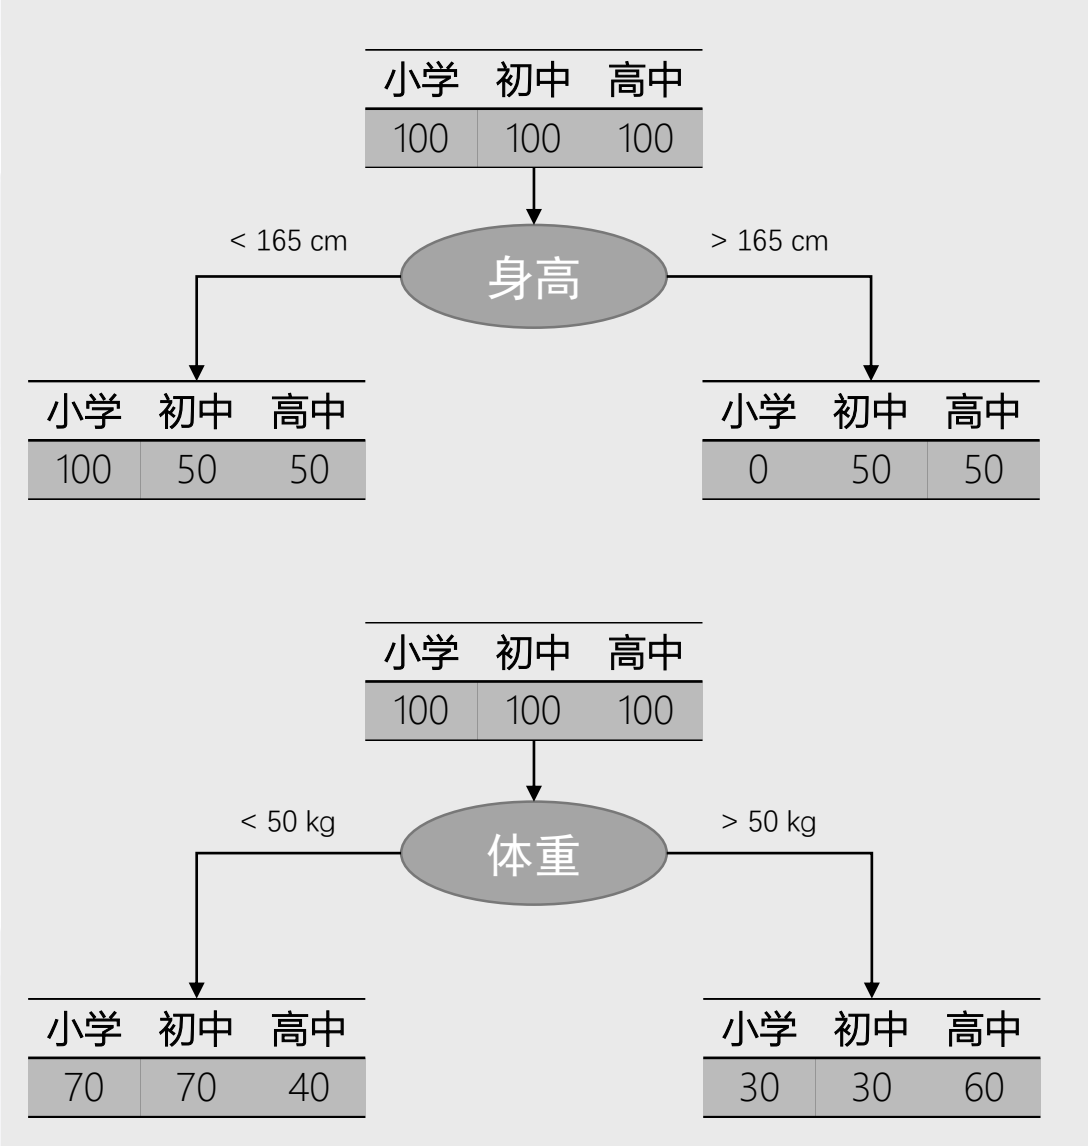 小学 初中 高中
100 100 100
< 165 cm > 165 cm
身高
小学 初中 高中 小学 初中 高中
100 50 50 0 50 50
小学 初中 高中
100 100 100
< 50 kg > 50 kg
体重
小学 初中 高中 小学 初中 高中
70 70 40 30 30 60